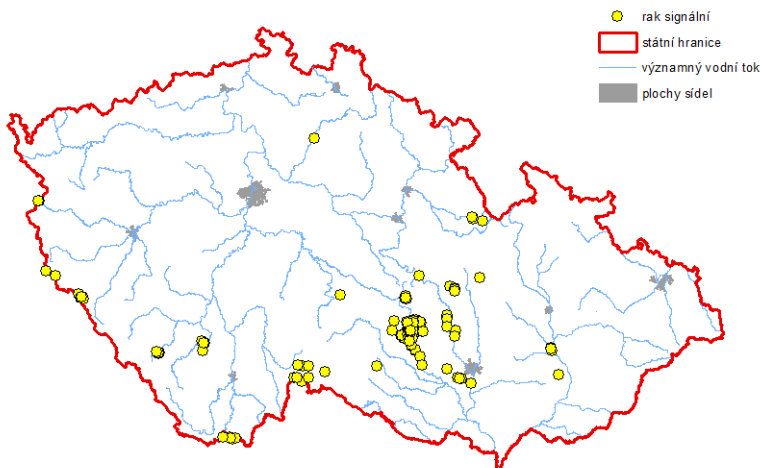 rak signální
státní hranice
významný vodní tok
plochy sídel